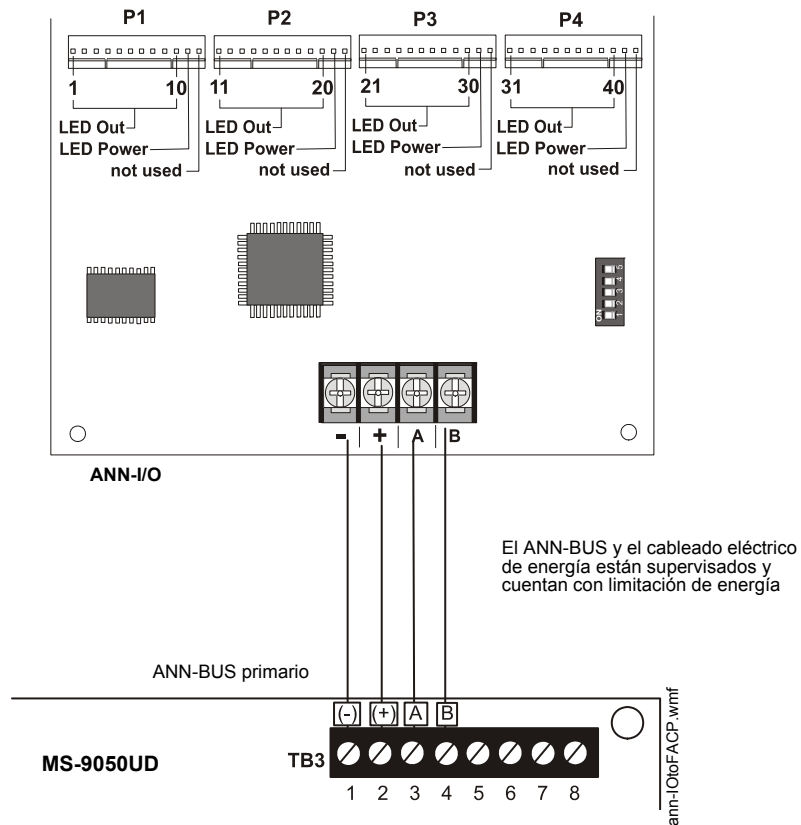 P1 P2 P3 P4
1 10 11 20 21 30 31 40
LED Out LED Out LED Out LED Out
LED Power LED Power LED Power LED Power
not used not used not used not used
ON 1 2 3 4 5
- + A B
ANN-I/O
El ANN-BUS y el cableado eléctrico
de energía están supervisados y
cuentan con limitación de energía
ANN-BUS primario
(-) (+) A B
MS-9050UD TB3
1 2 3 4 5 6 7 8
ann-IOtoFACP.wmf